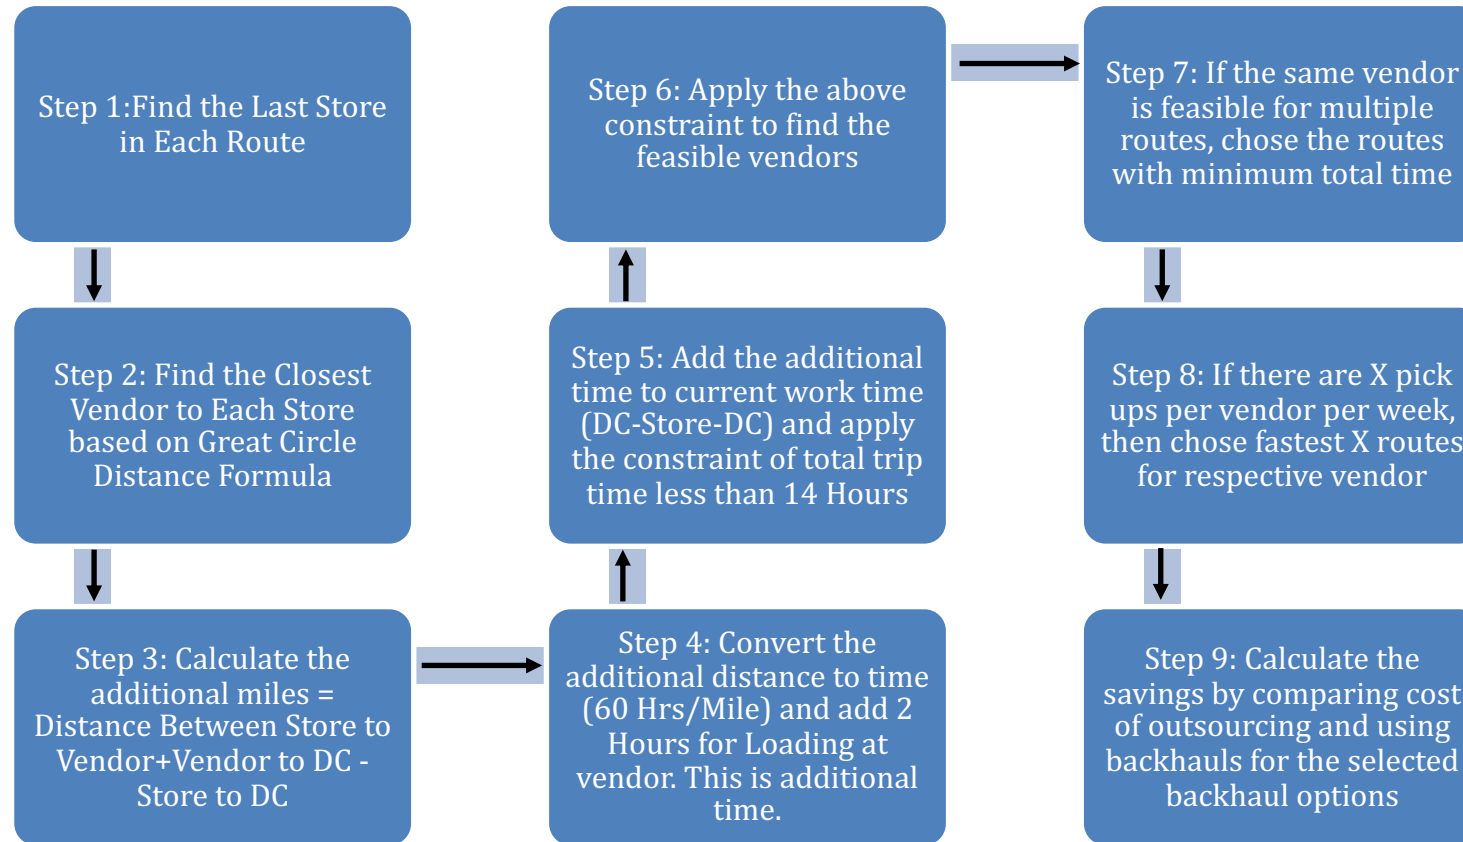 Step 1:Find the Last Store
in Each Route
Step 2: Find the Closest
Vendor to Each Store
based on Great Circle
Distance Formula
Step 3: Calculate the
additional miles =
Distance Between Store to
Vendor+Vendor to DC -
Store to DC
Step 4: Convert the
additional distance to time
(60 Hrs/Mile) and add 2
Hours for Loading at
vendor. This is additional
time.
Step 5: Add the additional
time to current work time
(DC-Store-DC) and apply
the constraint of total trip
time less than 14 Hours
Step 6: Apply the above
constraint to find the
feasible vendors
Step 7: If the same vendor
is feasible for multiple
routes, chose the routes
with minimum total time
Step 8: If there are X pick
ups per vendor per week,
then chose fastest X routes
for respective vendor
Step 9: Calculate the
savings by comparing cost
of outsourcing and using
backhauls for the selected
backhaul options